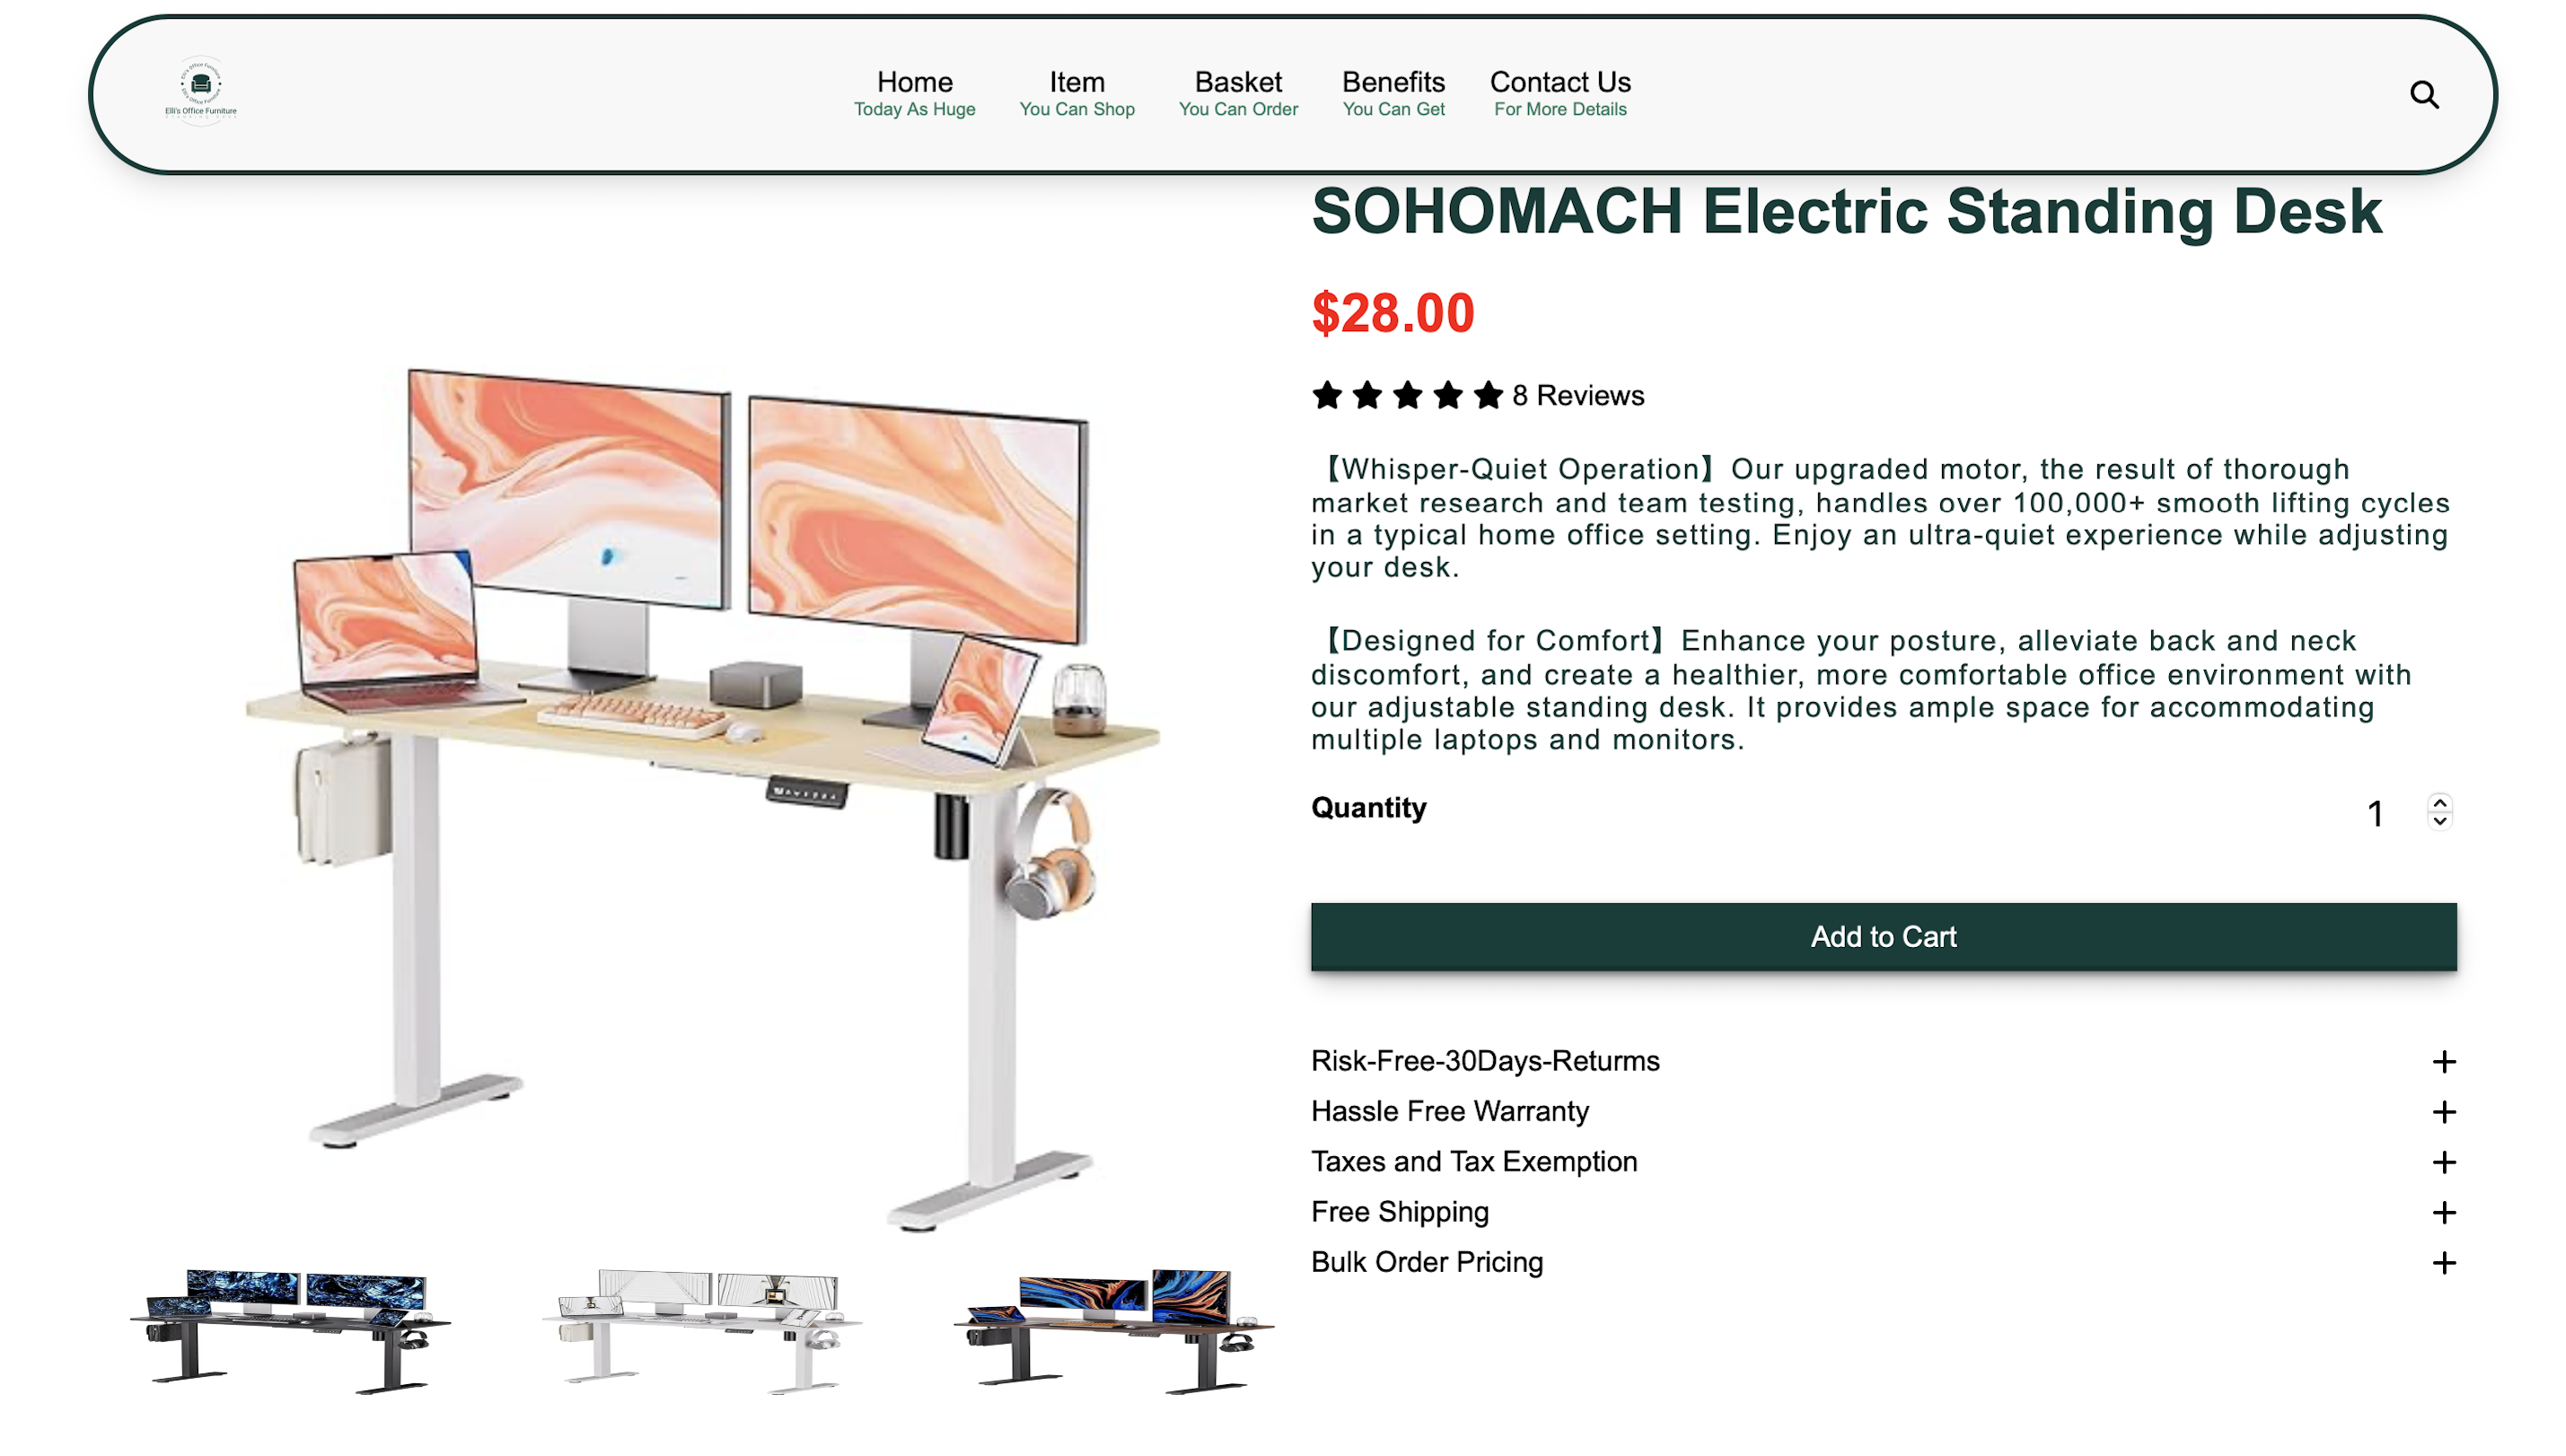 Elli's Office Furniture
Home
Today As Huge
Item
You Can Shop
Basket
You Can Order
Benefits
You Can Get
Contact Us
For More Details
SOHOMACH Electric Standing Desk
$28.00
8 Reviews
【Whisper-Quiet Operation】Our upgraded motor, the result of thorough
market research and team testing, handles over 100,000+ smooth lifting cycles
in a typical home office setting. Enjoy an ultra-quiet experience while adjusting
your desk.
【Designed for Comfort】Enhance your posture, alleviate back and neck
discomfort, and create a healthier, more comfortable office environment with
our adjustable standing desk. It provides ample space for accommodating
multiple laptops and monitors.
Quantity
1
Add to Cart
Risk-Free-30Days-Returms
Hassle Free Warranty
Taxes and Tax Exemption
Free Shipping
Bulk Order Pricing